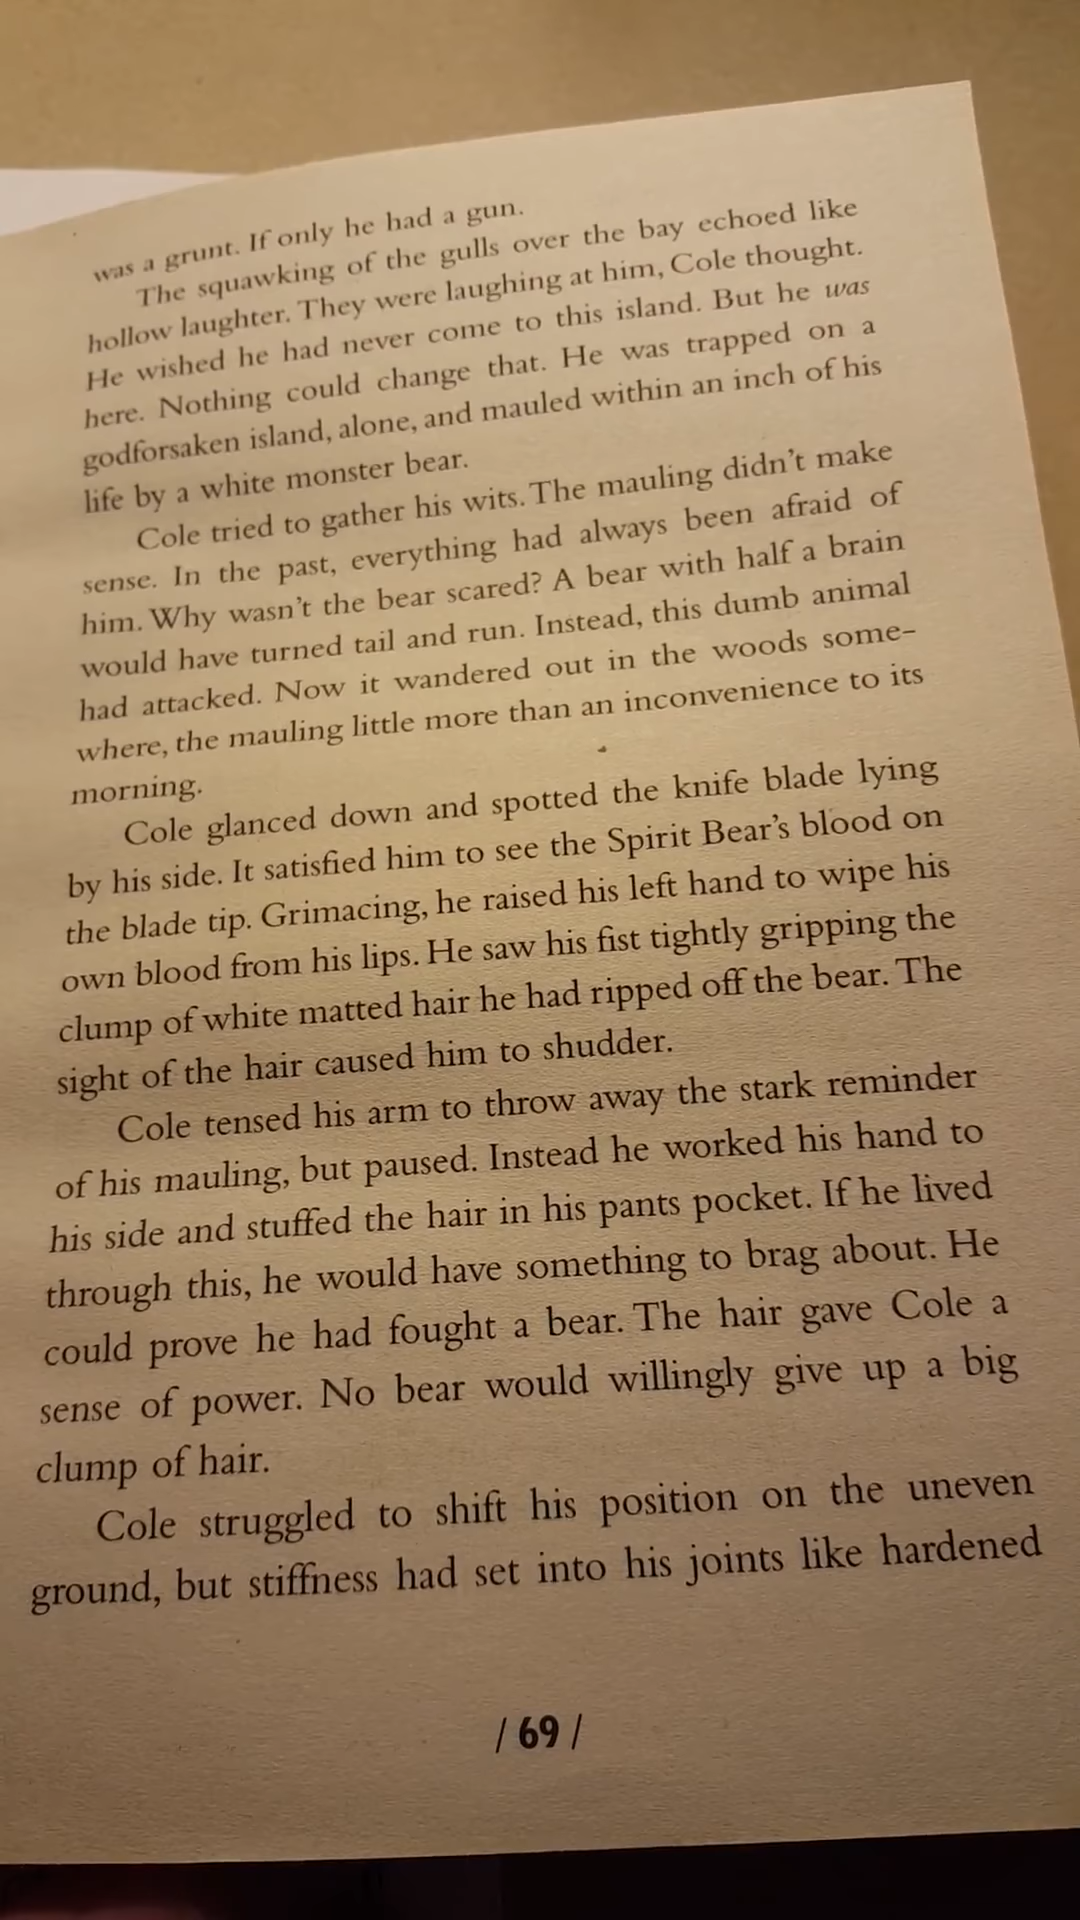 was a grunt. If only he had a gun.
The squawking of the gulls over the bay echoed like
hollow laughter. They were laughing at him, Cole thought.
He wished he had never come to this island. But he was
here. Nothing could change that. He was trapped on a
godforsaken island, alone, and mauled within an inch of his
life by a white monster bear.
Cole tried to gather his wits. The mauling didn't make
sense. In the past, everything had always been afraid of
him. Why wasn't the bear scared? A bear with half a brain
would have turned tail and run. Instead, this dumb animal
had attacked. Now it wandered out in the woods some-
where, the mauling little more than an inconvenience to its
morning.
Cole glanced down and spotted the knife blade lying
by his side. It satisfied him to see the Spirit Bear's blood on
the blade tip. Grimacing, he raised his left hand to wipe his
own blood from his lips. He saw his fist tightly gripping the
clump of white matted hair he had ripped off the bear. The
sight of the hair caused him to shudder.
Cole tensed his arm to throw away the stark reminder
of his mauling, but paused. Instead he worked his hand to
his side and stuffed the hair in his pants pocket. If he lived
through this, he would have something to brag about. He
could prove he had fought a bear. The hair gave Cole a
sense of power. No bear would willingly give up a big
clump of hair.
Cole struggled to shift his position on the uneven
ground, but stiffness had set into his joints like hardened
/ 69 /